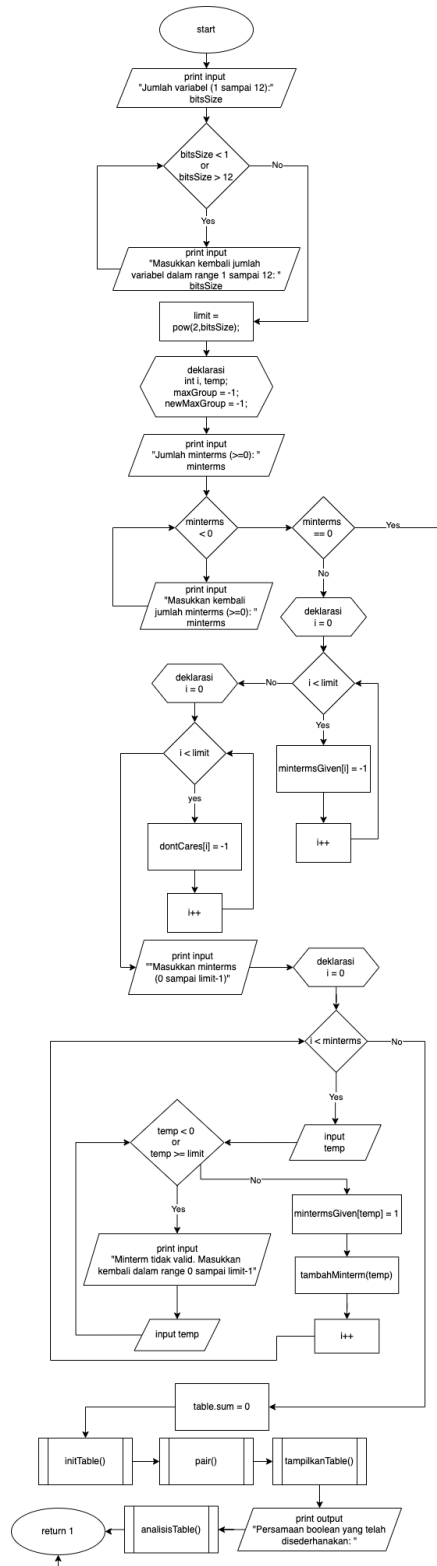 start
print input
"Jumlah variabel (1 sampai 12):"
bitsSize
bitsSize < 1
or
bitsSize > 12
No
Yes
print input
"Masukkan kembali jumlah
variabel dalam range 1 sampai 12: "
bitsSize
limit =
pow(2,bitsSize);
deklarasi
int i, temp;
maxGroup = -1;
newMaxGroup = -1;
print input
"Jumlah minterms (>=0): "
minterms
minterms
< 0
minterms
== 0
Yes
No
print input
"Masukkan kembali
jumlah minterms (>=0): "
minterms
deklarasi
i = 0
i < limit
No
Yes
mintermsGiven[i] = -1
i++
deklarasi
i = 0
i < limit
yes
dontCares[i] = -1
i++
print input
""Masukkan minterms
(0 sampai limit-1)"
deklarasi
i = 0
i < minterms
No
Yes
input
temp
temp < 0
or
temp >= limit
No
Yes
print input
"Minterm tidak valid. Masukkan
kembali dalam range 0 sampai limit-1"
input temp
mintermsGiven[temp] = 1
tambahMinterm(temp)
i++
table.sum = 0
initTable()
pair()
tampilkanTable()
print output
"Persamaan boolean yang telah
disederhanakan: "
analisisTable()
return 1